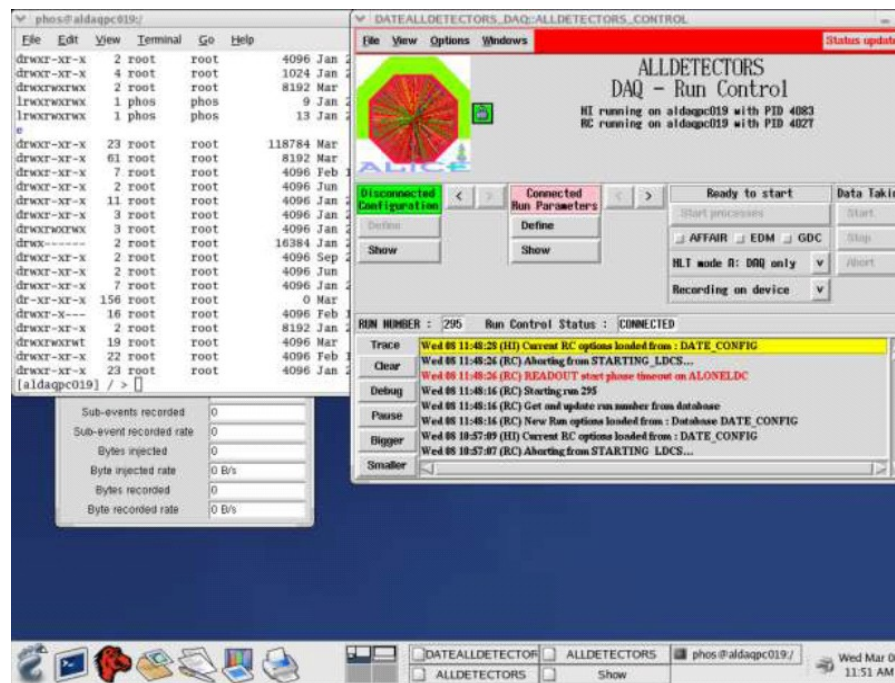 phos@aldaqpc019:/
File Edit View Terminal Go Help
drwxr-xr-x 2 root root 4096 Jan 2
drwxr-xr-x 4 root root 1024 Jan 2
drwxrwxrwx 2 root root 8192 Mar
lrwxrwxrwx 1 phos phos 9 Jan 2
lrwxrwxrwx 1 phos phos 13 Jan 2
e
drwxr-xr-x 23 root root 118784 Mar
drwxr-xr-x 61 root root 8192 Mar
drwxr-xr-x 7 root root 4096 Feb 1
drwxr-xr-x 2 root root 4096 Jun
drwxr-xr-x 11 root root 4096 Jan 2
drwxr-xr-x 3 root root 4096 Jan 2
drwxrwxrwx 3 root root 4096 Jan 2
drwx------ 2 root root 16384 Jan 2
drwxr-xr-x 2 root root 4096 Sep 2
drwxr-xr-x 2 root root 4096 Jun
drwxr-xr-x 7 root root 4096 Jan 2
dr-xr-xr-x 156 root root 0 Mar
drwxr-x--- 16 root root 4096 Feb 1
drwxr-xr-x 2 root root 8192 Jan 2
drwxrwxrwt 19 root root 4096 Mar
drwxr-xr-x 22 root root 4096 Feb 1
drwxr-xr-x 23 root root 4096 Jan 2
[aldaqpc019] / >
Sub-events recorded 0
Sub-event recorded rate 0
Bytes injected 0
Byte injected rate 0 B/s
Bytes recorded 0
Byte recorded rate 0 B/s
DATEALLDETECTORS_DAQ::ALLDETECTORS_CONTROL
File View Options Windows
Status update
ALLDETECTORS
DAQ - Run Control
HI running on aldaqpc019 with PID 4083
RC running on aldaqpc019 with PID 4027
ALICE
Disconnected Configuration < >
Define
Show
Connected Run Parameters < >
Define
Show
Ready to start
Start processes
AFFAIR EDM GDC
HLT mode A: DAQ only v
Recording on device v
Data Takin
Start
Stop
Abort
RUN NUMBER : 295 Run Control Status : CONNECTED
Trace
Clear
Debug
Pause
Bigger
Smaller
Wed 08 11:48:28 (HI) Current RC options loaded from : DATE_CONFIG
Wed 08 11:48:26 (RC) Aborting from STARTING_LDCS...
Wed 08 11:48:26 (RC) READOUT start phase timeout on ALONELDC
Wed 08 11:48:16 (RC) Starting run 295
Wed 08 11:48:16 (RC) Get and update run number from database
Wed 08 11:48:16 (RC) New Run options loaded from : Database DATE_CONFIG
Wed 08 10:57:09 (HI) Current RC options loaded from : DATE_CONFIG
Wed 08 10:57:07 (RC) Aborting from STARTING_LDCS...
DATEALLDETECTOR
ALLDETECTORS
phos@aldaqpc019:/
ALLDETECTORS
Show
Wed Mar 0
11:51 AM